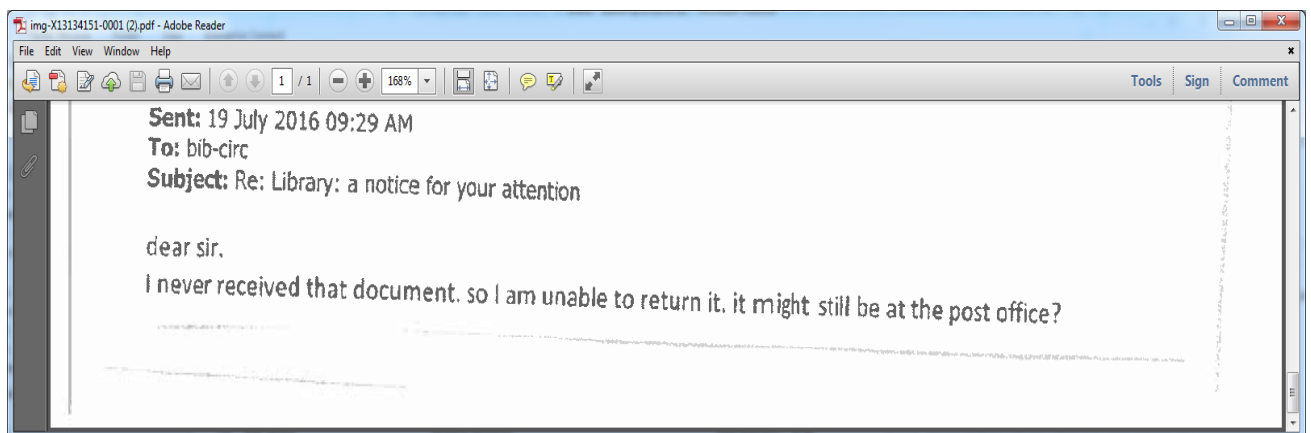 img-X13134151-0001 (2).pdf - Adobe Reader
File Edit View Window Help
1 / 1 168% Tools Sign Comment
Sent: 19 July 2016 09:29 AM
To: bib-circ
Subject: Re: Library: a notice for your attention
dear sir.
I never received that document. so I am unable to return it. it might still be at the post office?